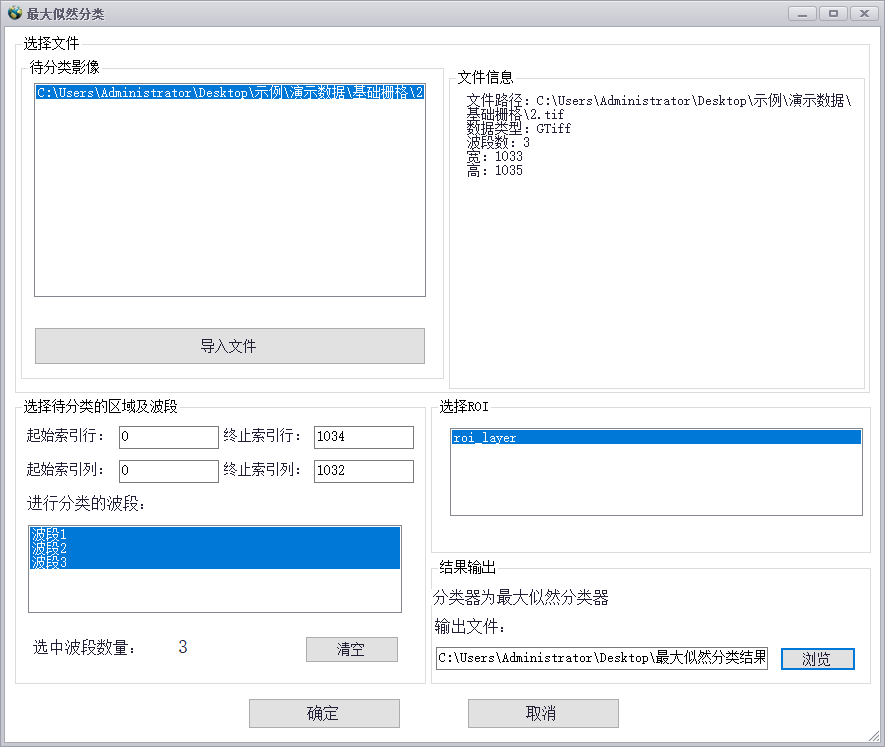 最大似然分类
选择文件
待分类影像
C:\Users\Administrator\Desktop\示例\演示数据\基础栅格\2
导入文件
文件信息
文件路径：C:\Users\Administrator\Desktop\示例\演示数据\
基础栅格\2.tif
数据类型：GTiff
波段数：3
宽：1033
高：1035
选择待分类的区域及波段
起始索引行： 0 终止索引行： 1034
起始索引列： 0 终止索引列： 1032
进行分类的波段：
波段1
波段2
波段3
选中波段数量： 3 清空
选择ROI
roi_layer
结果输出
分类器为最大似然分类器
输出文件：
C:\Users\Administrator\Desktop\最大似然分类结果 浏览
确定 取消